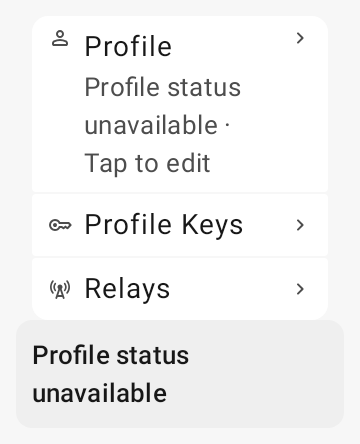 Profile
Profile status
unavailable ·
Tap to edit
Profile Keys
Relays
Profile status
unavailable